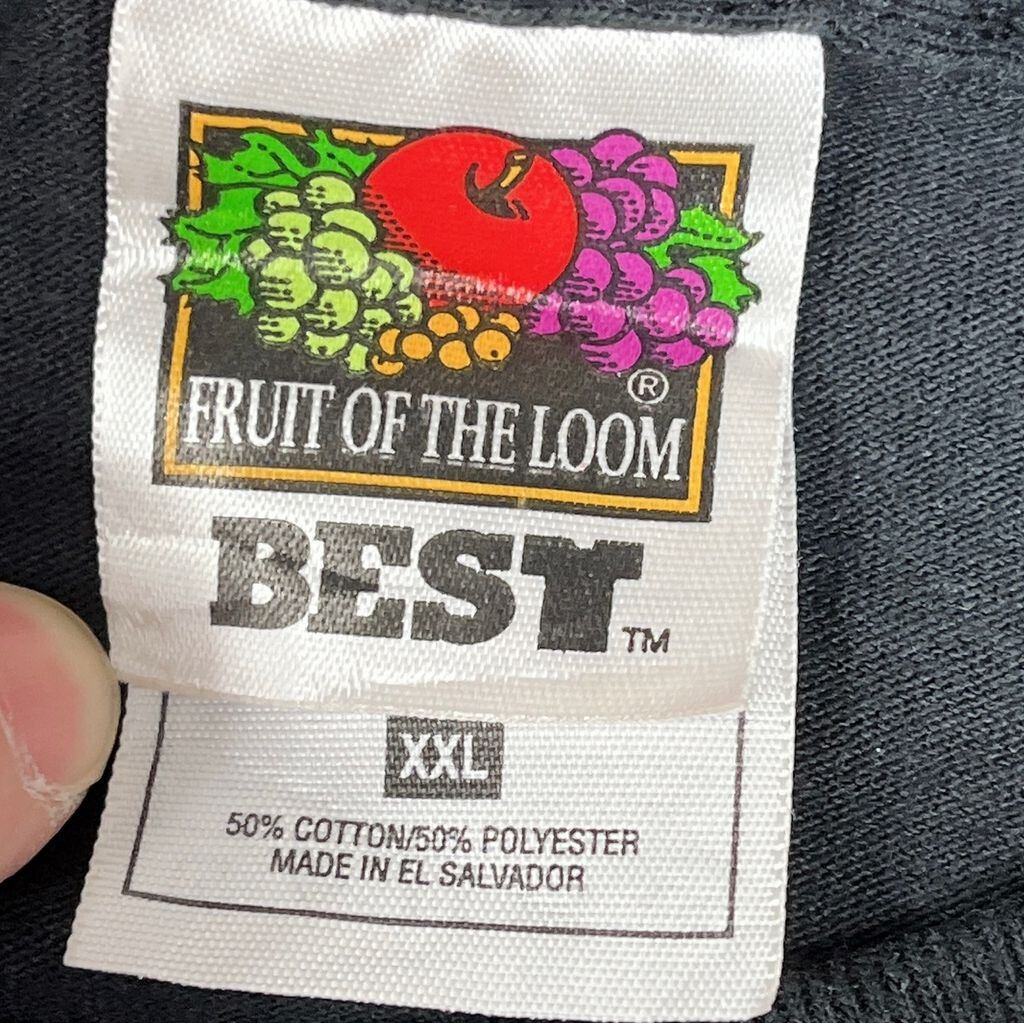 ®
FRUIT OF THE LOOM
BEST™
XXL
50% COTTON/50% POLYESTER
MADE IN EL SALVADOR